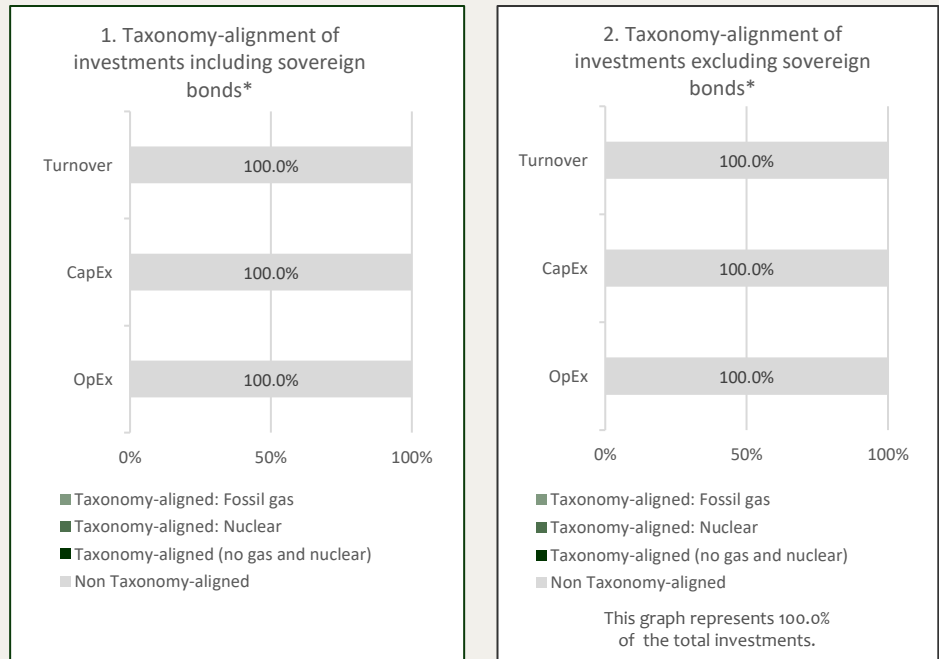 1. Taxonomy-alignment of
investments including sovereign
bonds*
Turnover
100.0%
CapEx
100.0%
OpEx
100.0%
0%
50%
100%
Taxonomy-aligned: Fossil gas
Taxonomy-aligned: Nuclear
Taxonomy-aligned (no gas and nuclear)
Non Taxonomy-aligned
2. Taxonomy-alignment of
investments excluding sovereign
bonds*
Turnover
100.0%
CapEx
100.0%
OpEx
100.0%
0%
50%
100%
Taxonomy-aligned: Fossil gas
Taxonomy-aligned: Nuclear
Taxonomy-aligned (no gas and nuclear)
Non Taxonomy-aligned
This graph represents 100.0%
of the total investments.